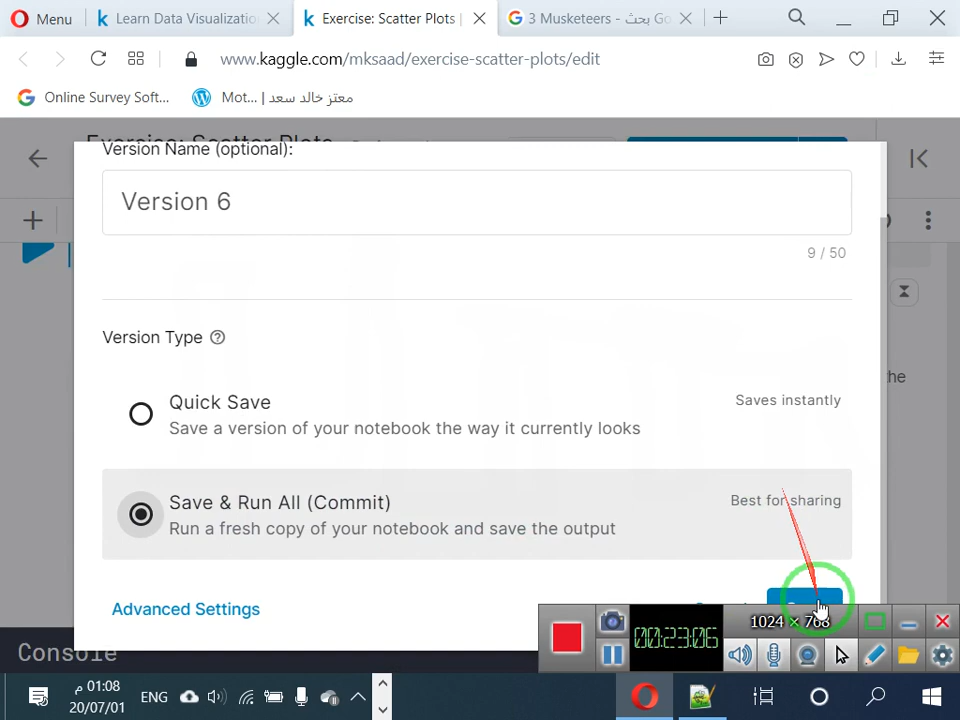 Menu
Learn Data Visualizatio
Exercise: Scatter Plots
3 Musketeers - بحث Go
www.kaggle.com/mksaad/exercise-scatter-plots/edit
Online Survey Soft...
Mot... | معتز خالد سعد
Exercise: Scatter Plots
Version Name (optional):
Version 6
9 / 50
Version Type
Quick Save
Saves instantly
Save a version of your notebook the way it currently looks
the
Save & Run All (Commit)
Best for sharing
Run a fresh copy of your notebook and save the output
Advanced Settings
1024 × 768
00:23:06
Console
01:08 م
ENG
20/07/01